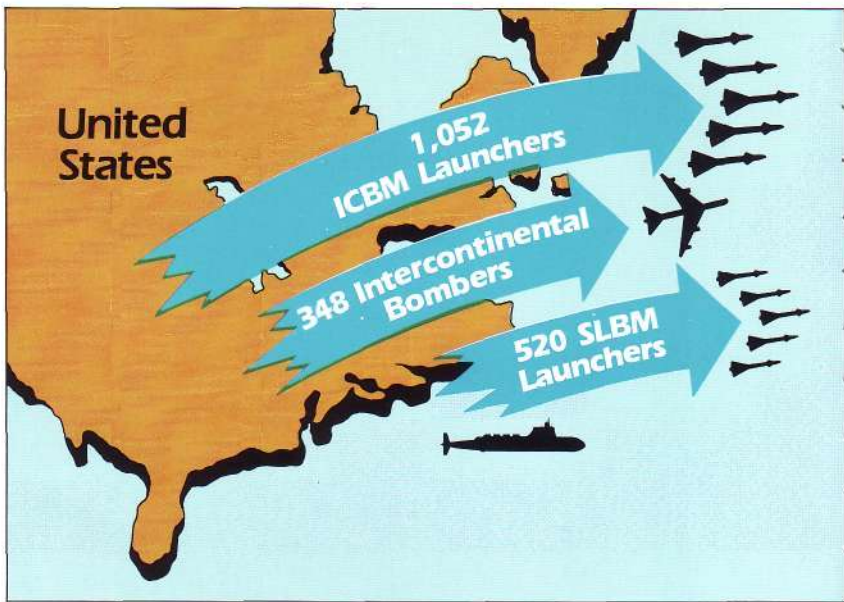 United
States
1,052
ICBM Launchers
348 Intercontinental
Bombers
520 SLBM
Launchers